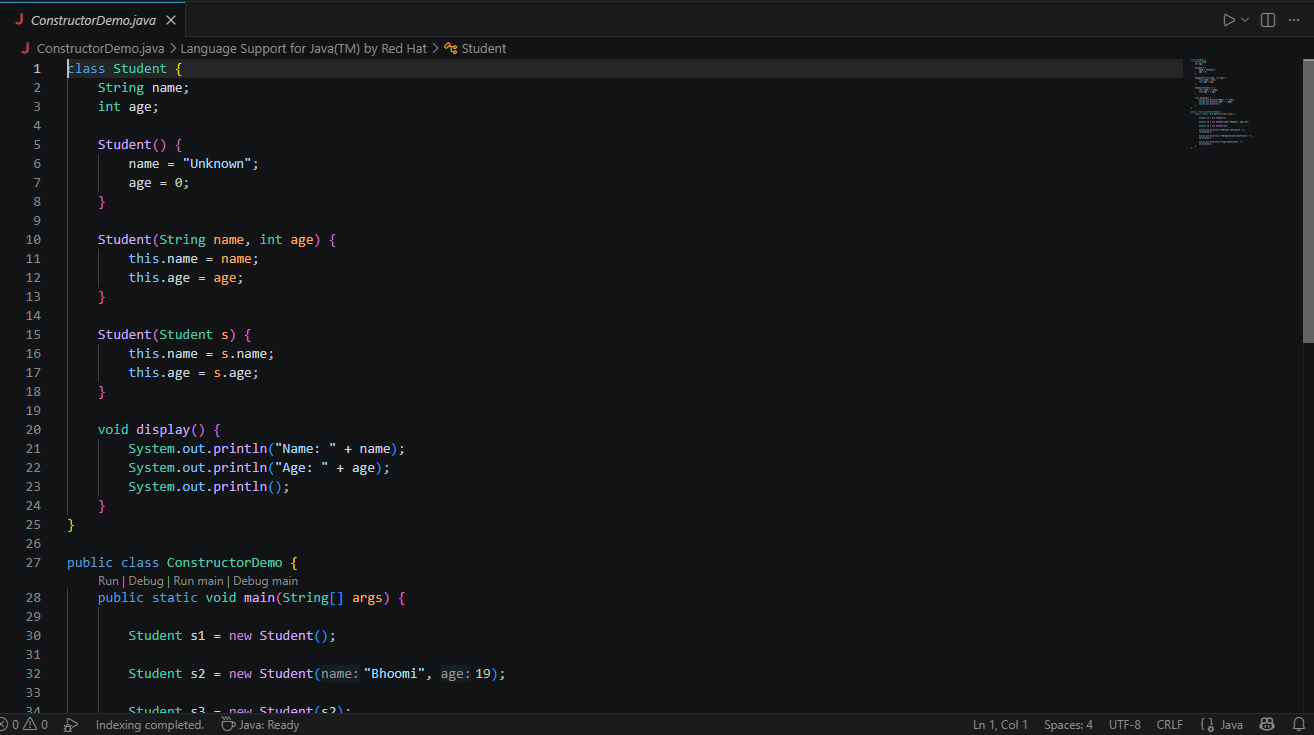 J ConstructorDemo.java
J ConstructorDemo.java > Language Support for Java(TM) by Red Hat > Student
1 class Student {
2     String name;
3     int age;
4
5     Student() {
6         name = "Unknown";
7         age = 0;
8     }
9
10     Student(String name, int age) {
11         this.name = name;
12         this.age = age;
13     }
14
15     Student(Student s) {
16         this.name = s.name;
17         this.age = s.age;
18     }
19
20     void display() {
21         System.out.println("Name: " + name);
22         System.out.println("Age: " + age);
23         System.out.println();
24     }
25 }
26
27 public class ConstructorDemo {
Run | Debug | Run main | Debug main
28     public static void main(String[] args) {
29
30         Student s1 = new Student();
31
32         Student s2 = new Student(name: "Bhoomi", age: 19);
33
34         Student s3 = new Student(s2);
0 0 Indexing completed. Java: Ready Ln 1, Col 1 Spaces: 4 UTF-8 CRLF {} Java